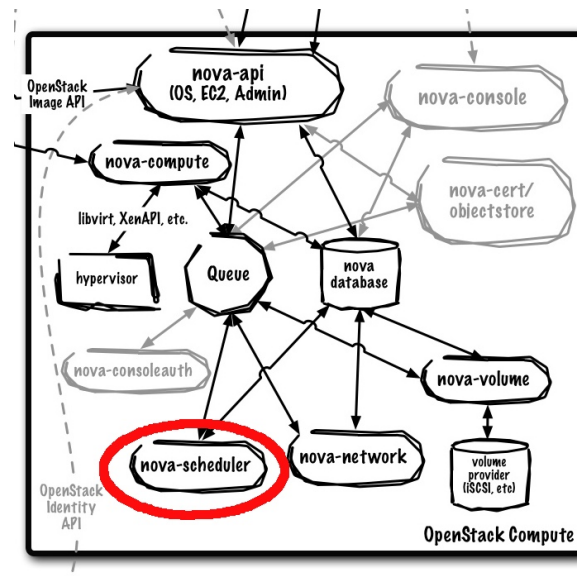 nova-api
(OS, EC2, Admin)
OpenStack
Image API
nova-console
nova-compute
nova-cert/
objectstore
libvirt, XenAPI, etc.
hypervisor
Queue
nova
database
nova-consoleauth
nova-volume
nova-scheduler
nova-network
volume
provider
(iSCSI, etc)
OpenStack
Identity
API
OpenStack Compute